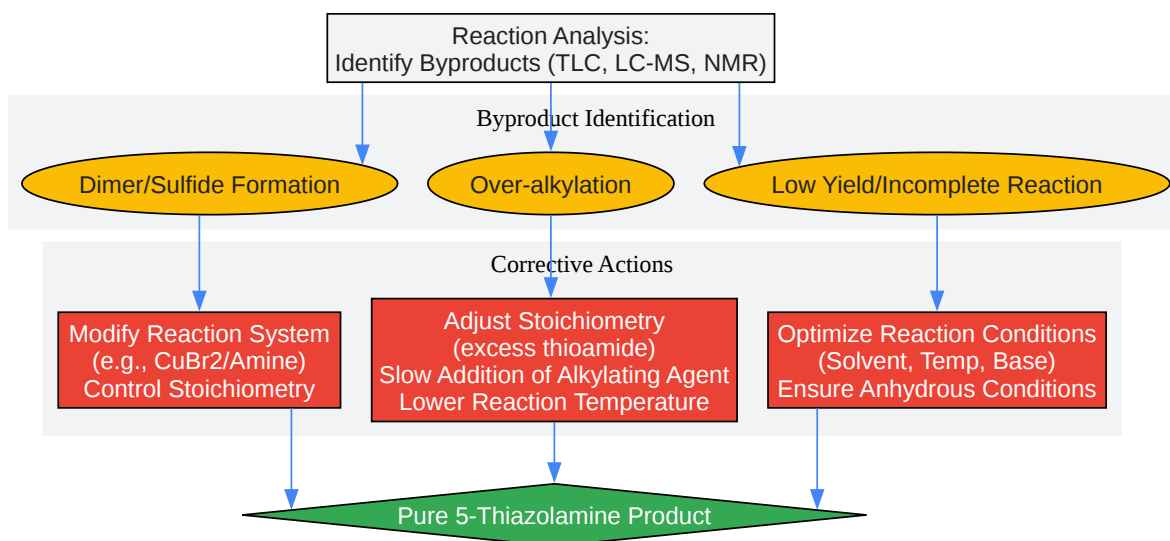 Reaction Analysis:
Identify Byproducts (TLC, LC-MS, NMR)
Byproduct Identification
Dimer/Sulfide Formation
Over-alkylation
Low Yield/Incomplete Reaction
Corrective Actions
Modify Reaction System
(e.g., CuBr2/Amine)
Control Stoichiometry
Adjust Stoichiometry
(excess thioamide)
Slow Addition of Alkylating Agent
Lower Reaction Temperature
Optimize Reaction Conditions
(Solvent, Temp, Base)
Ensure Anhydrous Conditions
Pure 5-Thiazolamine Product